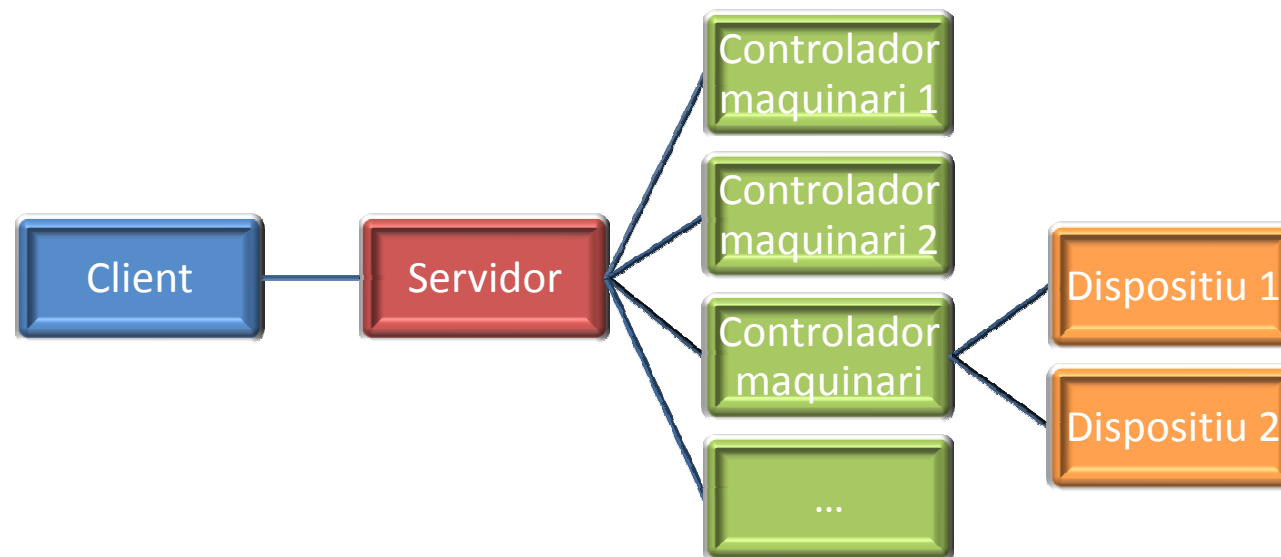 Client
Servidor
Controlador
maquinari 1
Controlador
maquinari 2
Controlador
maquinari
...
Dispositiu 1
Dispositiu 2